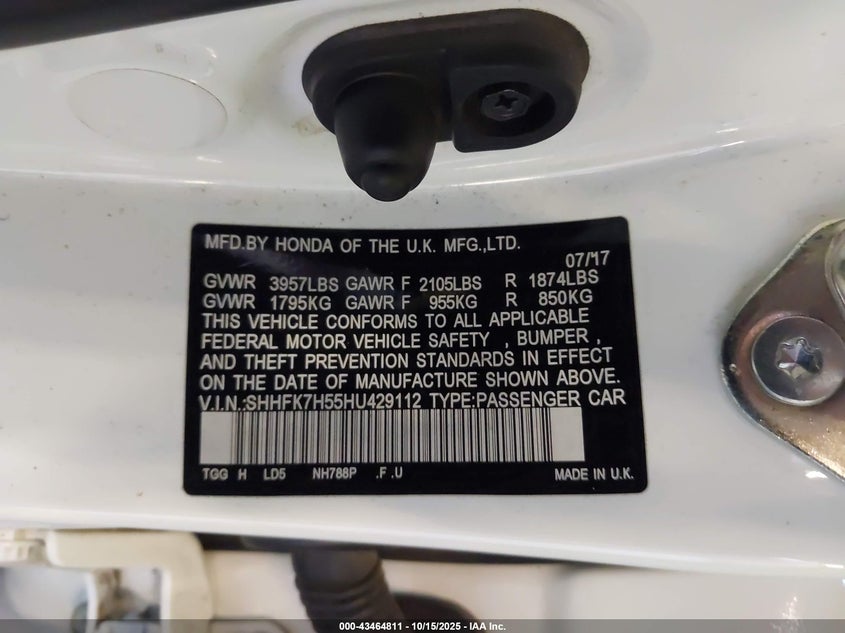 MFD.BY HONDA OF THE U.K. MFG.,LTD.
07/17
GVWR 3957LBS GAWR F 2105LBS R 1874LBS
GVWR 1795KG GAWR F 955KG R 850KG
THIS VEHICLE CONFORMS TO ALL APPLICABLE
FEDERAL MOTOR VEHICLE SAFETY , BUMPER ,
AND THEFT PREVENTION STANDARDS IN EFFECT
ON THE DATE OF MANUFACTURE SHOWN ABOVE.
V.I.N.:SHHFK7H55HU429112 TYPE:PASSENGER CAR
TGG H LD5 NH788P .F .U MADE IN U.K.
000-43464811 - 10/15/2025 - IAA Inc.